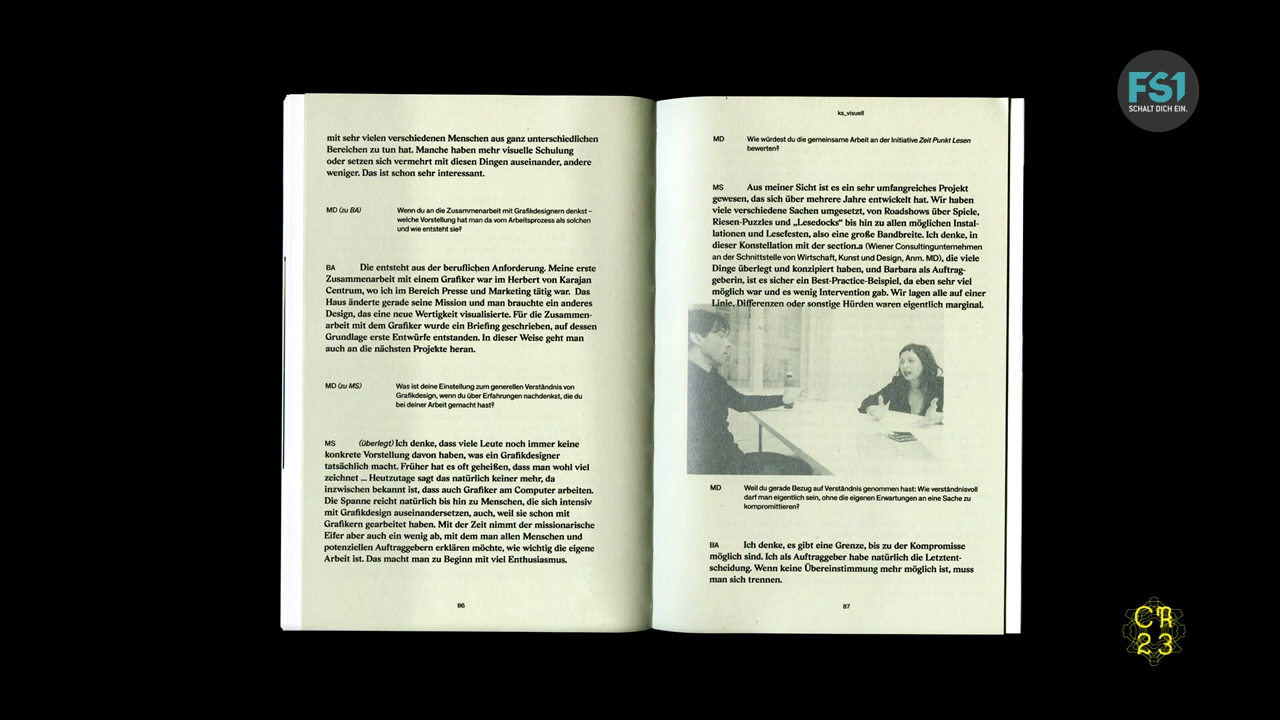 mit sehr vielen verschiedenen Menschen aus ganz unterschiedlichen
Bereichen zu tun hat. Manche haben mehr visuelle Schulung
oder setzen sich vermehrt mit diesen Dingen auseinander, andere
weniger. Das ist schon sehr interessant.
MD (zu BA) Wenn du an die Zusammenarbeit mit Grafikdesignern denkst –
welche Vorstellung hat man da vom Arbeitsprozess als solchen
und wie entsteht sie?
BA Die entsteht aus der beruflichen Anforderung. Meine erste
Zusammenarbeit mit einem Grafiker war im Herbert von Karajan
Centrum, wo ich im Bereich Presse und Marketing tätig war. Das
Haus änderte gerade seine Mission und man brauchte ein anderes
Design, das eine neue Wertigkeit visualisierte. Für die Zusammen-
arbeit mit dem Grafiker wurde ein Briefing geschrieben, auf dessen
Grundlage erste Entwürfe entstanden. In dieser Weise geht man
auch an die nächsten Projekte heran.
MD (zu MS) Was ist deine Einstellung zum generellen Verständnis von
Grafikdesign, wenn du über Erfahrungen nachdenkst, die du
bei deiner Arbeit gemacht hast?
MS (überlegt) Ich denke, dass viele Leute noch immer keine
konkrete Vorstellung davon haben, was ein Grafikdesigner
tatsächlich macht. Früher hat es oft geheißen, dass man wohl viel
zeichnet ... Heutzutage sagt das natürlich keiner mehr, da
inzwischen bekannt ist, dass auch Grafiker am Computer arbeiten.
Die Spanne reicht natürlich bis hin zu Menschen, die sich intensiv
mit Grafikdesign auseinandersetzen, auch, weil sie schon mit
Grafikern gearbeitet haben. Mit der Zeit nimmt der missionarische
Eifer aber auch ein wenig ab, mit dem man allen Menschen und
potenziellen Auftraggebern erklären möchte, wie wichtig die eigene
Arbeit ist. Das macht man zu Beginn mit viel Enthusiasmus.
86
ks_visuell
MD Wie würdest du die gemeinsame Arbeit an der Initiative Zeit Punkt Lesen
bewerten?
MS Aus meiner Sicht ist es ein sehr umfangreiches Projekt
gewesen, das sich über mehrere Jahre entwickelt hat. Wir haben
viele verschiedene Sachen umgesetzt, von Roadshows über Spiele,
Riesen-Puzzles und „Lesedocks“ bis hin zu allen möglichen Instal-
lationen und Lesefesten, also eine große Bandbreite. Ich denke, in
dieser Konstellation mit der section.a (Wiener Consultingunternehmen
an der Schnittstelle von Wirtschaft, Kunst und Design, Anm. MD), die viele
Dinge überlegt und konzipiert haben, und Barbara als Auftrag-
geberin, ist es sicher ein Best-Practice-Beispiel, da eben sehr viel
möglich war und es wenig Intervention gab. Wir lagen alle auf einer
Linie, Differenzen oder sonstige Hürden waren eigentlich marginal.
MD Weil du gerade Bezug auf Verständnis genommen hast: Wie verständnisvoll
darf man eigentlich sein, ohne die eigenen Erwartungen an eine Sache zu
kompromittieren?
BA Ich denke, es gibt eine Grenze, bis zu der Kompromisse
möglich sind. Ich als Auftraggeber habe natürlich die Letztent-
scheidung. Wenn keine Übereinstimmung mehr möglich ist, muss
man sich trennen.
87
FS1
SCHALT DICH EIN.
CR
23